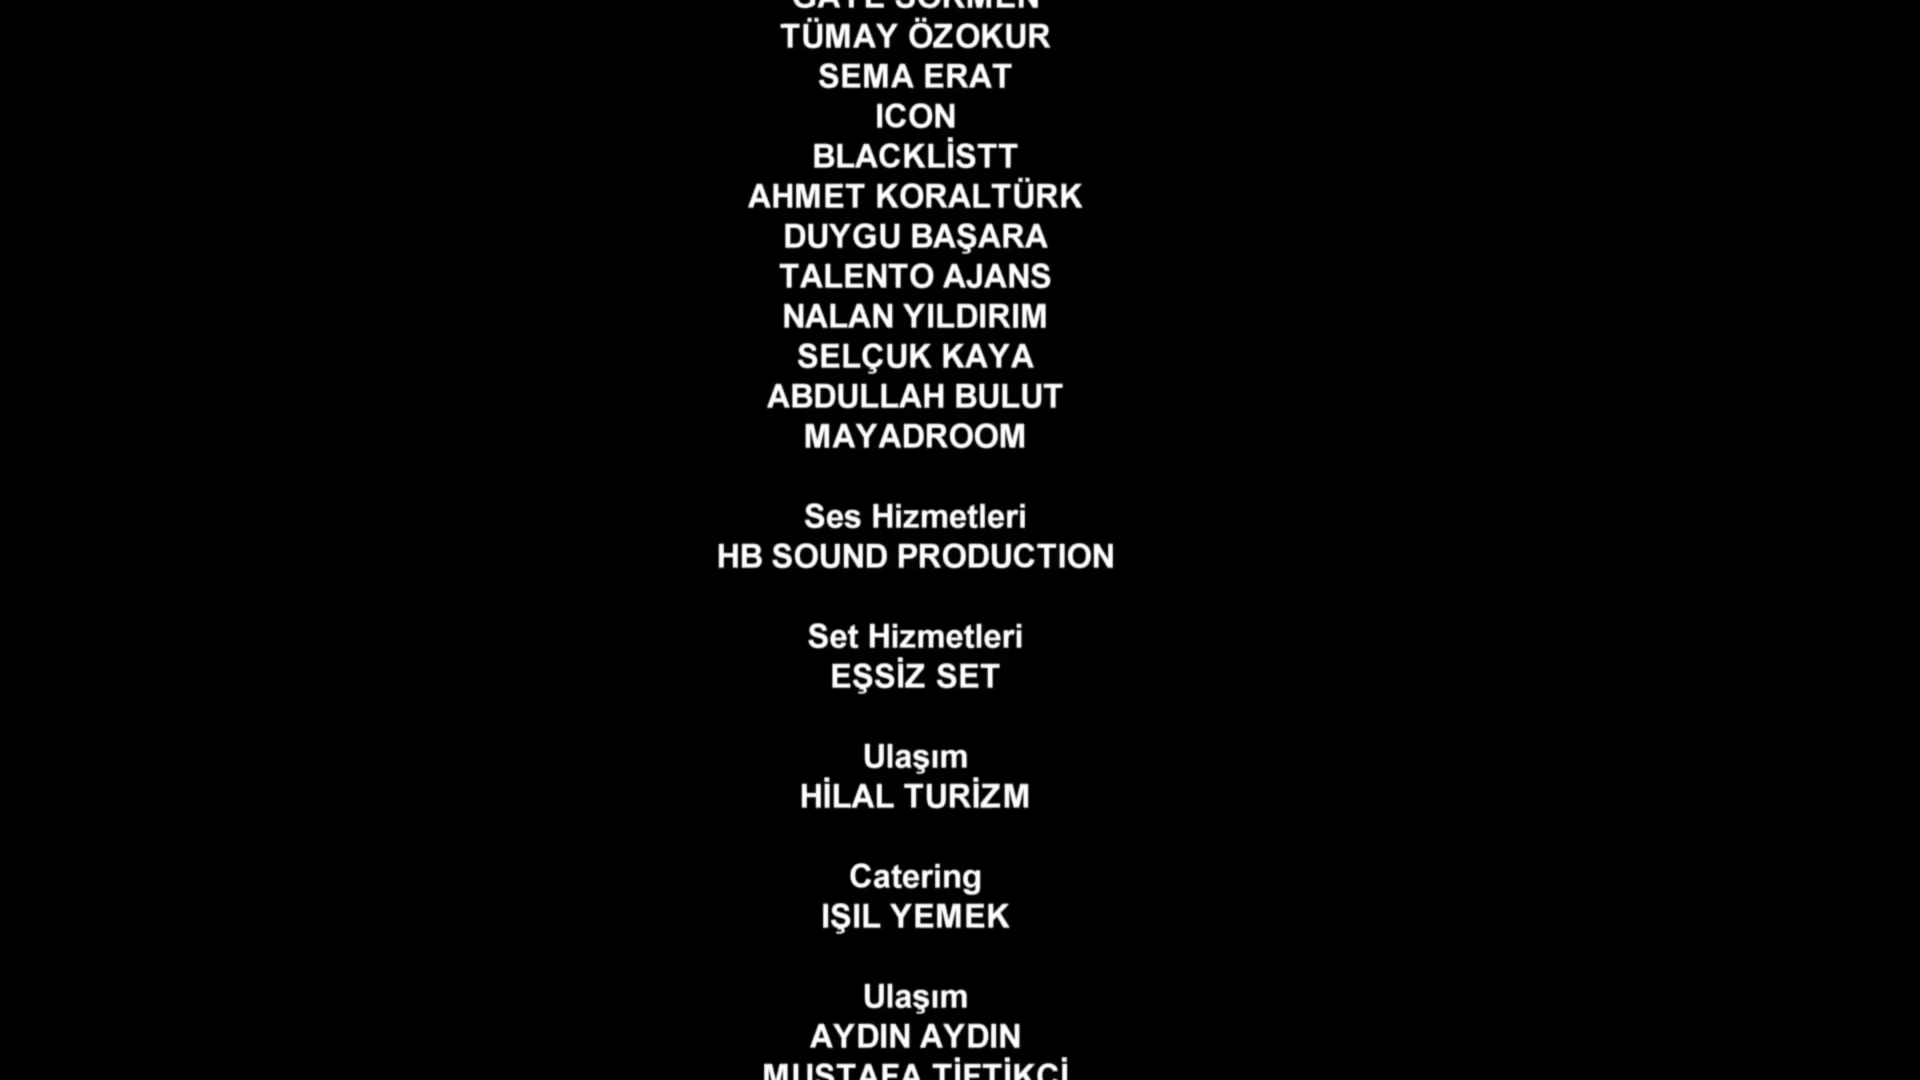 GAYE SÖKMEN
TÜMAY ÖZOKUR
SEMA ERAT
ICON
BLACKLİSTT
AHMET KORALTÜRK
DUYGU BAŞARA
TALENTO AJANS
NALAN YILDIRIM
SELÇUK KAYA
ABDULLAH BULUT
MAYADROOM
Ses Hizmetleri
HB SOUND PRODUCTION
Set Hizmetleri
EŞSİZ SET
Ulaşım
HİLAL TURİZM
Catering
IŞIL YEMEK
Ulaşım
AYDIN AYDIN
MUSTAFA TİFTİKÇİ